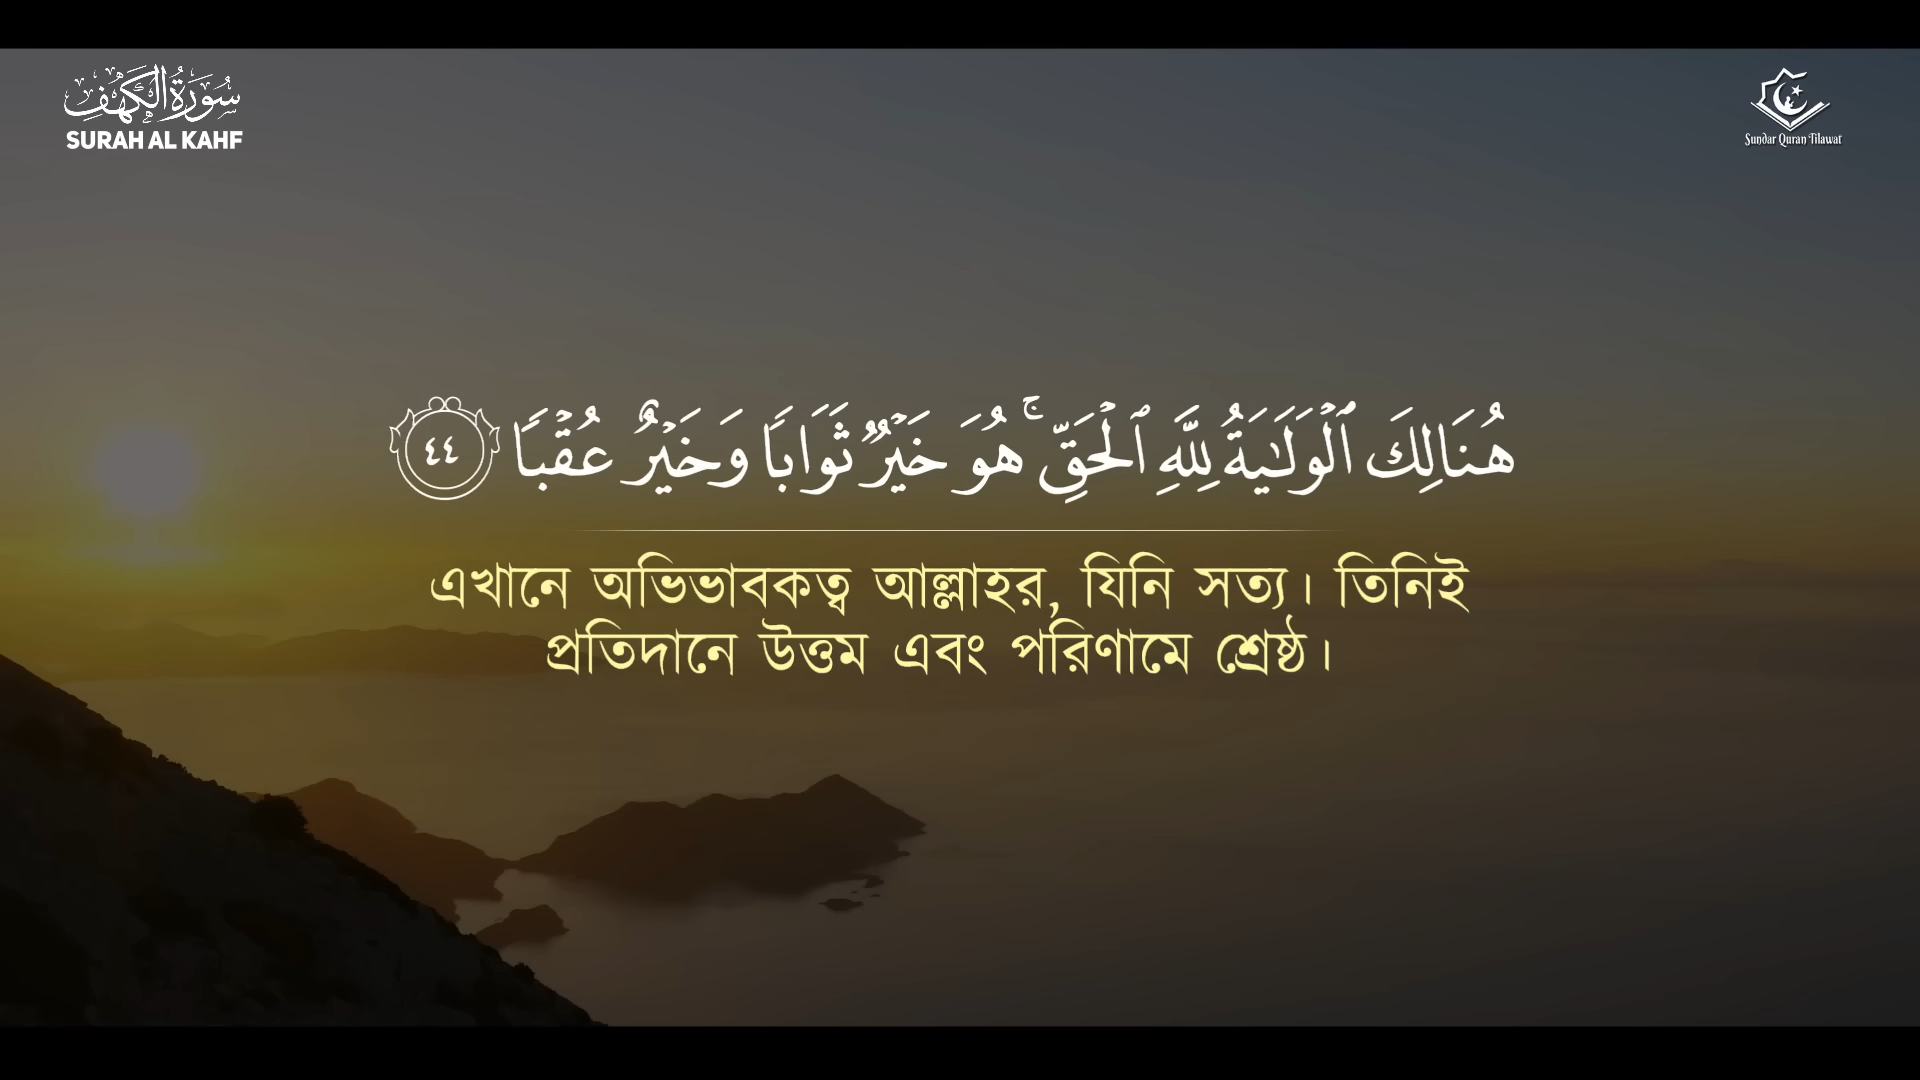 سُورَةُ الْكَهْفِ
SURAH AL KAHF
Sundar Quran Tilawat
هُنَالِكَ ٱلْوَلَـٰيَةُ لِلَّهِ ٱلْحَقِّ ۚ هُوَ خَيْرٌ ثَوَابًا وَخَيْرٌ عُقْبًا ٤٤
এখানে অভিভাবকত্ব আল্লাহর, যিনি সত্য। তিনিই
প্রতিদানে উত্তম এবং পরিণামে শ্রেষ্ঠ।